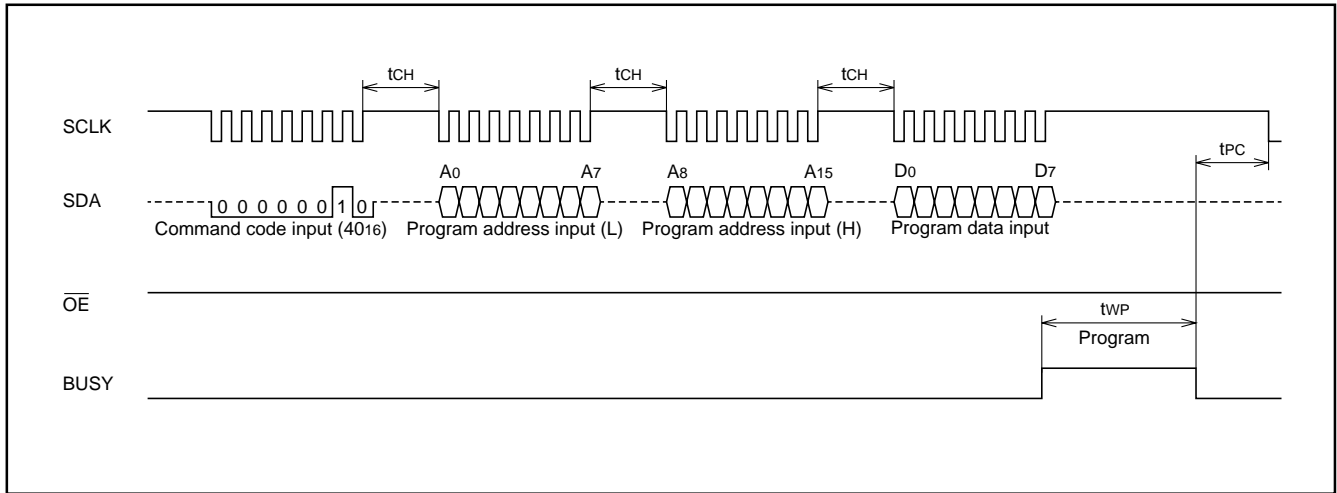 tCH tCH tCH
SCLK
tPC
A0 A7 A8 A15 D0 D7
SDA
0 0 0 0 0 0 1 0
Command code input (4016) Program address input (L) Program address input (H) Program data input
OE
tWP
Program
BUSY